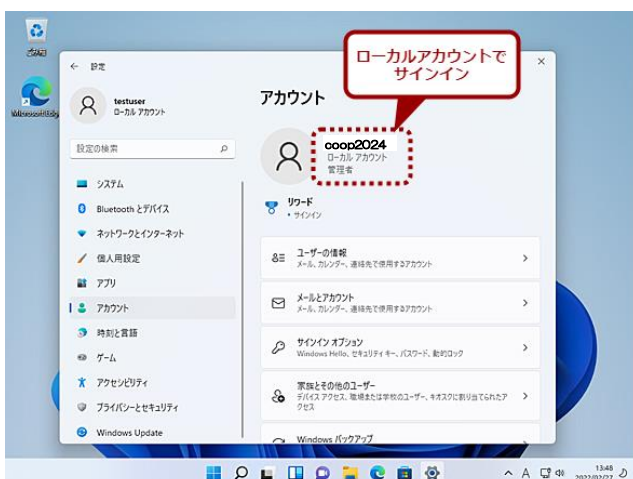 ごみ箱
Microsoft Edge
← 設定
testuser
ローカル アカウント
設定の検索
システム
Bluetooth とデバイス
ネットワークとインターネット
個人用設定
アプリ
アカウント
時刻と言語
ゲーム
アクセシビリティ
プライバシーとセキュリティ
Windows Update
ローカルアカウントで
サインイン
アカウント
coop2024
ローカル アカウント
管理者
リワード
• サインイン
ユーザーの情報
メール、カレンダー、連絡先で使用するアカウント
メールとアカウント
メール、カレンダー、連絡先で使用するアカウント
サインイン オプション
Windows Hello、セキュリティ キー、パスワード、動的ロック
家族とその他のユーザー
デバイス アクセス、職場または学校のユーザー、キオスクに割り当てられたア
クセス
Windows バックアップ
A
13:48
2022/02/27